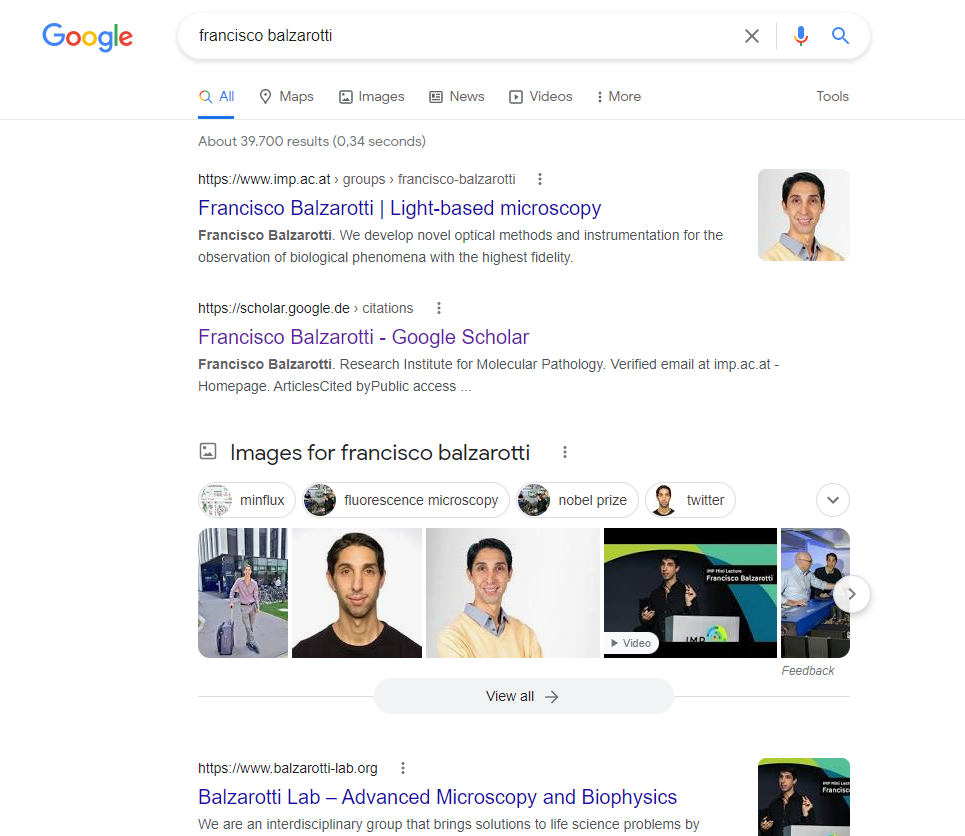 Google
francisco balzarotti
All
Maps
Images
News
Videos
More
Tools
About 39.700 results (0,34 seconds)
https://www.imp.ac.at › groups › francisco-balzarotti
Francisco Balzarotti | Light-based microscopy
Francisco Balzarotti. We develop novel optical methods and instrumentation for the
observation of biological phenomena with the highest fidelity.
https://scholar.google.de › citations
Francisco Balzarotti - Google Scholar
Francisco Balzarotti. Research Institute for Molecular Pathology. Verified email at imp.ac.at -
Homepage. ArticlesCited byPublic access ...
Images for francisco balzarotti
minflux
fluorescence microscopy
nobel prize
twitter
IMP Mini Lecture
Francisco Balzarotti
IMP
Video
Feedback
View all
https://www.balzarotti-lab.org
Balzarotti Lab – Advanced Microscopy and Biophysics
We are an interdisciplinary group that brings solutions to life science problems by
IMP Mini Lecture
Francisc